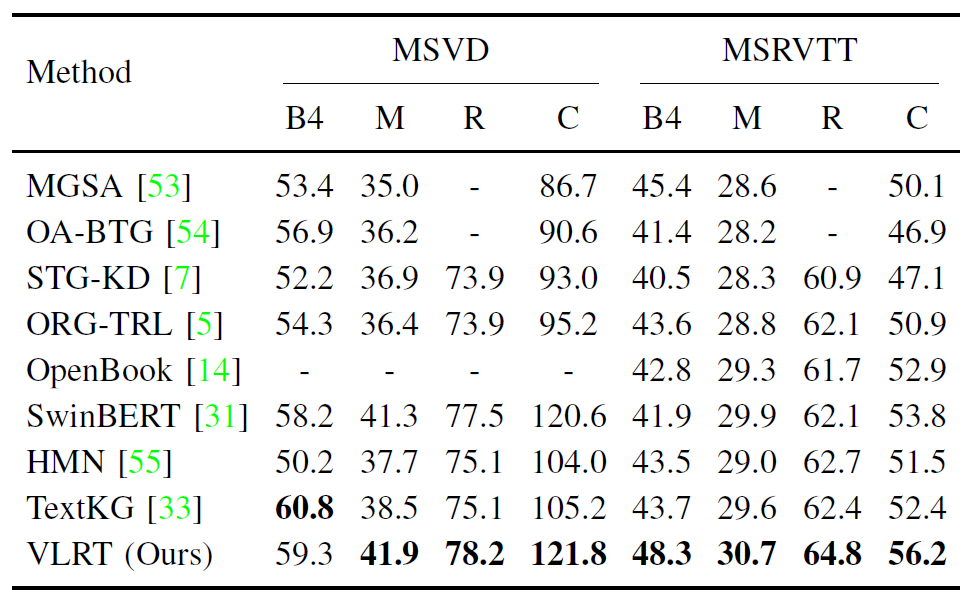 Method MSVD MSRVTT
B4 M R C B4 M R C
MGSA [53] 53.4 35.0 - 86.7 45.4 28.6 - 50.1
OA-BTG [54] 56.9 36.2 - 90.6 41.4 28.2 - 46.9
STG-KD [7] 52.2 36.9 73.9 93.0 40.5 28.3 60.9 47.1
ORG-TRL [5] 54.3 36.4 73.9 95.2 43.6 28.8 62.1 50.9
OpenBook [14] - - - - 42.8 29.3 61.7 52.9
SwinBERT [31] 58.2 41.3 77.5 120.6 41.9 29.9 62.1 53.8
HMN [55] 50.2 37.7 75.1 104.0 43.5 29.0 62.7 51.5
TextKG [33] 60.8 38.5 75.1 105.2 43.7 29.6 62.4 52.4
VLRT (Ours) 59.3 41.9 78.2 121.8 48.3 30.7 64.8 56.2